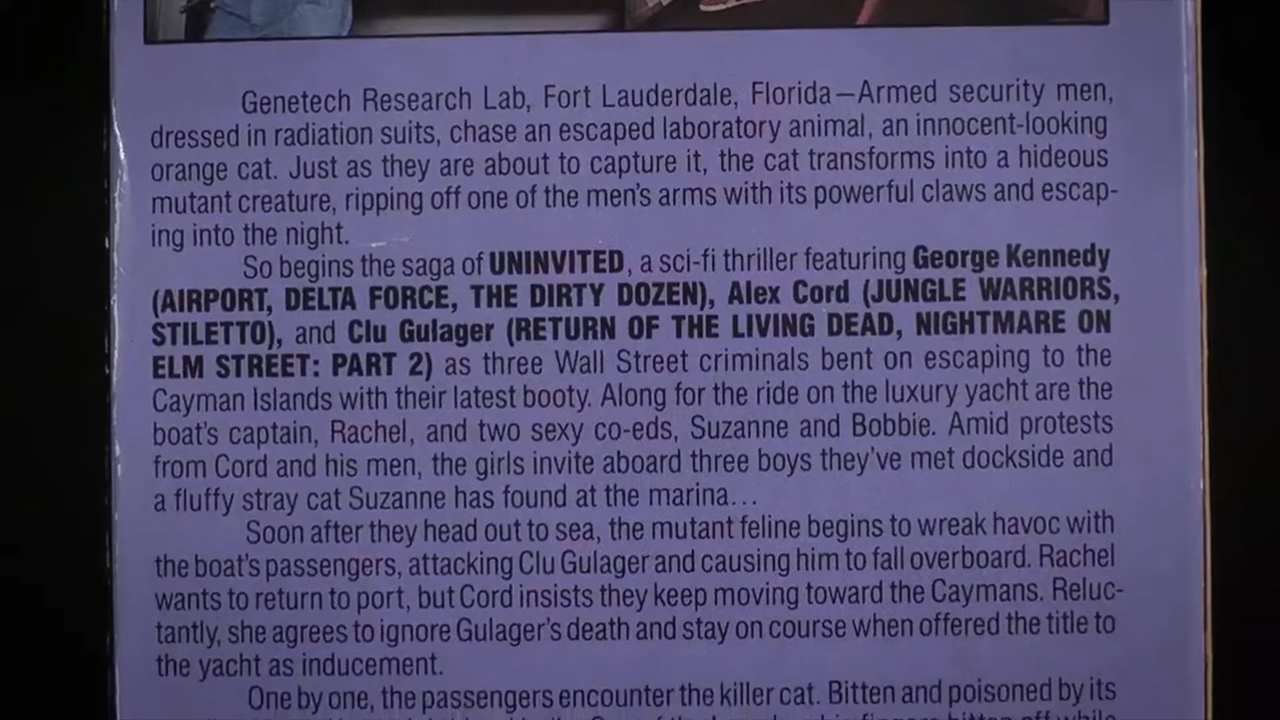 Genetech Research Lab, Fort Lauderdale, Florida—Armed security men,
dressed in radiation suits, chase an escaped laboratory animal, an innocent-looking
orange cat. Just as they are about to capture it, the cat transforms into a hideous
mutant creature, ripping off one of the men's arms with its powerful claws and escap-
ing into the night.
So begins the saga of UNINVITED, a sci-fi thriller featuring George Kennedy
(AIRPORT, DELTA FORCE, THE DIRTY DOZEN), Alex Cord (JUNGLE WARRIORS,
STILETTO), and Clu Gulager (RETURN OF THE LIVING DEAD, NIGHTMARE ON
ELM STREET: PART 2) as three Wall Street criminals bent on escaping to the
Cayman Islands with their latest booty. Along for the ride on the luxury yacht are the
boat's captain, Rachel, and two sexy co-eds, Suzanne and Bobbie. Amid protests
from Cord and his men, the girls invite aboard three boys they've met dockside and
a fluffy stray cat Suzanne has found at the marina...
Soon after they head out to sea, the mutant feline begins to wreak havoc with
the boat's passengers, attacking Clu Gulager and causing him to fall overboard. Rachel
wants to return to port, but Cord insists they keep moving toward the Caymans. Reluc-
tantly, she agrees to ignore Gulager's death and stay on course when offered the title to
the yacht as inducement.
One by one, the passengers encounter the killer cat. Bitten and poisoned by its